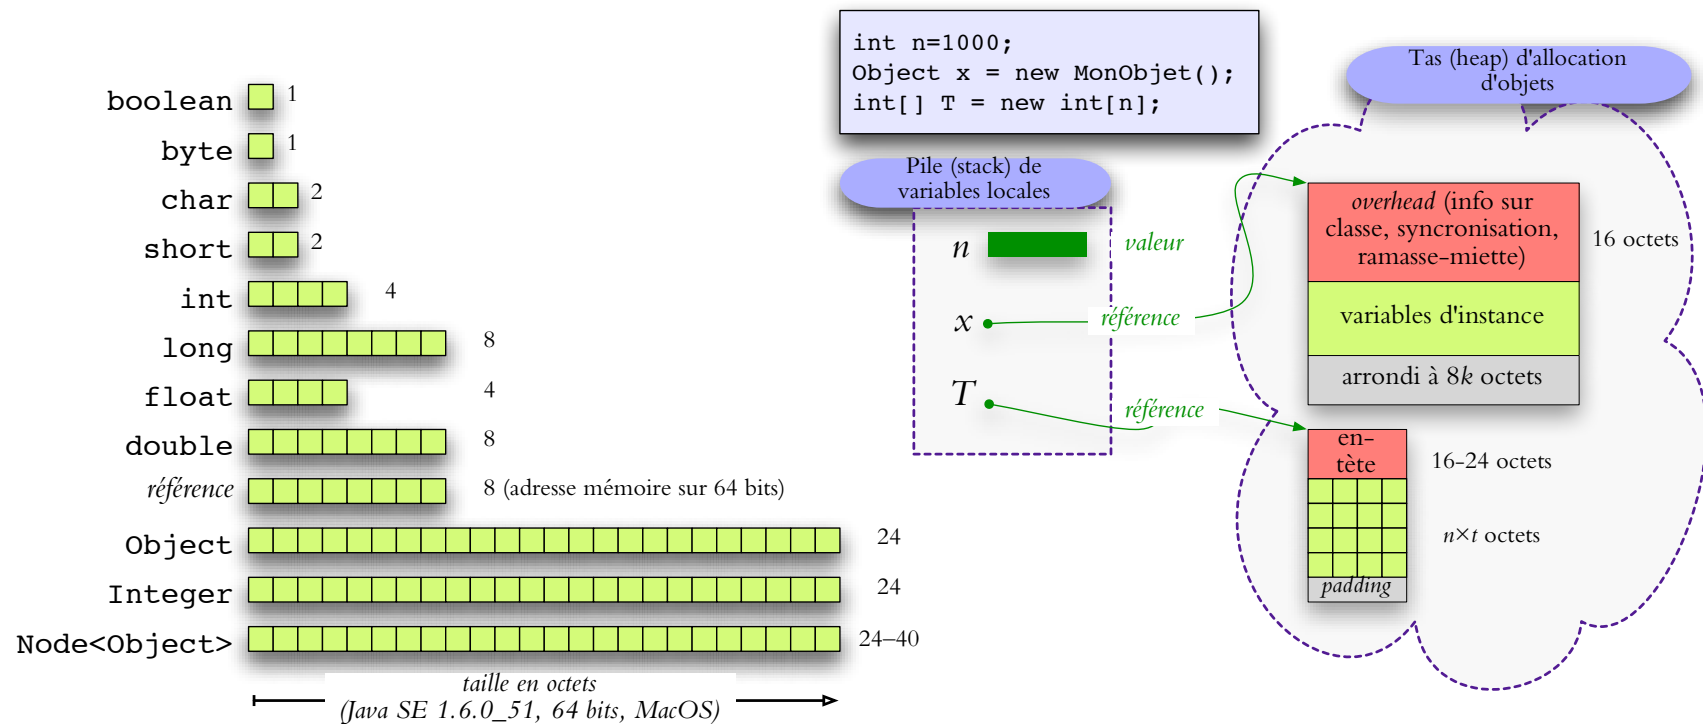 boolean 1
byte 1
char 2
short 2
int 4
long 8
float 4
double 8
référence 8 (adresse mémoire sur 64 bits)
Object 24
Integer 24
Node<Object> 24–40
taille en octets
(Java SE 1.6.0_51, 64 bits, MacOS)
int n=1000;
Object x = new MonObjet();
int[] T = new int[n];
Pile (stack) de
variables locales
n valeur
x référence
T référence
Tas (heap) d'allocation
d'objets
overhead (info sur
classe, syncronisation,
ramasse-miette)
16 octets
variables d'instance
arrondi à 8k octets
en-
tète
16-24 octets
n×t octets
padding